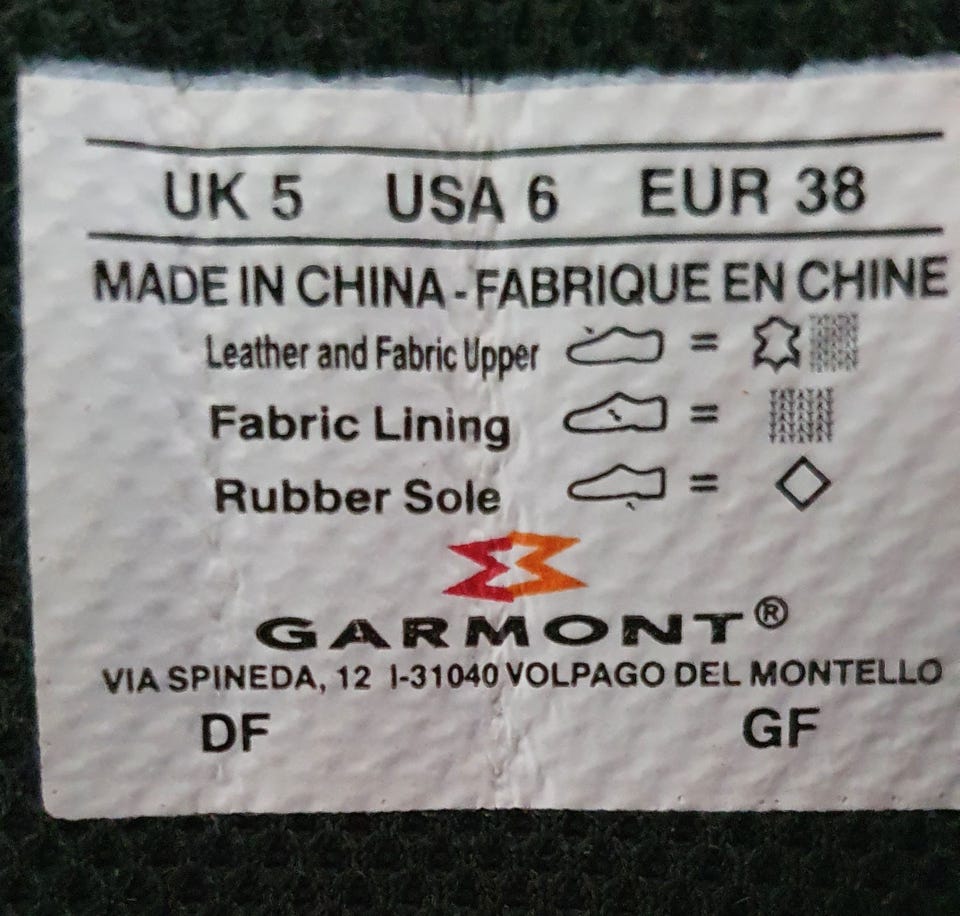 UK 5 USA 6 EUR 38
MADE IN CHINA - FABRIQUE EN CHINE
Leather and Fabric Upper =
Fabric Lining =
Rubber Sole =
GARMONT®
VIA SPINEDA, 12 I-31040 VOLPAGO DEL MONTELLO
DF GF